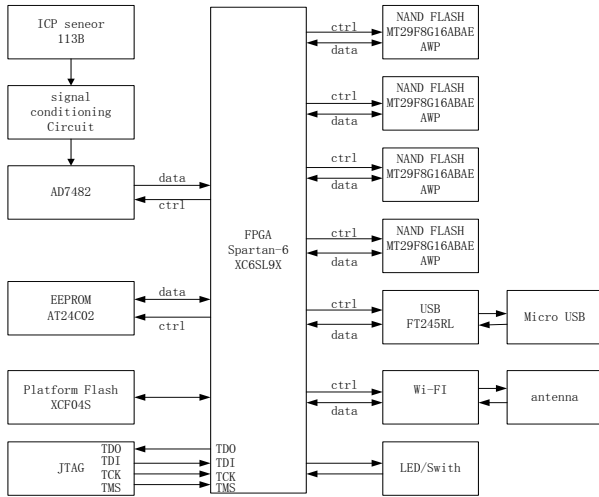 ICP seneor
113B
signal
conditioning
Circuit
AD7482
data
ctrl
EEPROM
AT24C02
data
ctrl
Platform Flash
XCF04S
JTAG
TDO
TDI
TCK
TMS
FPGA
Spartan-6
XC6SL9X
TDO
TDI
TCK
TMS
ctrl
data
NAND FLASH
MT29F8G16ABAE
AWP
ctrl
data
NAND FLASH
MT29F8G16ABAE
AWP
ctrl
data
NAND FLASH
MT29F8G16ABAE
AWP
ctrl
data
NAND FLASH
MT29F8G16ABAE
AWP
ctrl
data
USB
FT245RL
Micro USB
ctrl
data
Wi-FI
antenna
LED/Swith